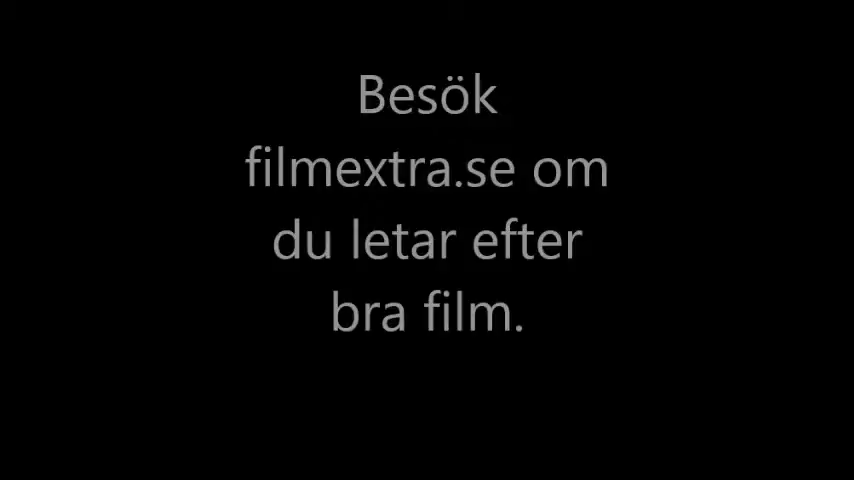 Besök
filmextra.se om
du letar efter
bra film.